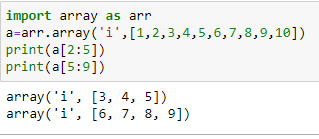 import array as arr
a=arr.array('i',[1,2,3,4,5,6,7,8,9,10])
print(a[2:5])
print(a[5:9])
array('i', [3, 4, 5])
array('i', [6, 7, 8, 9])